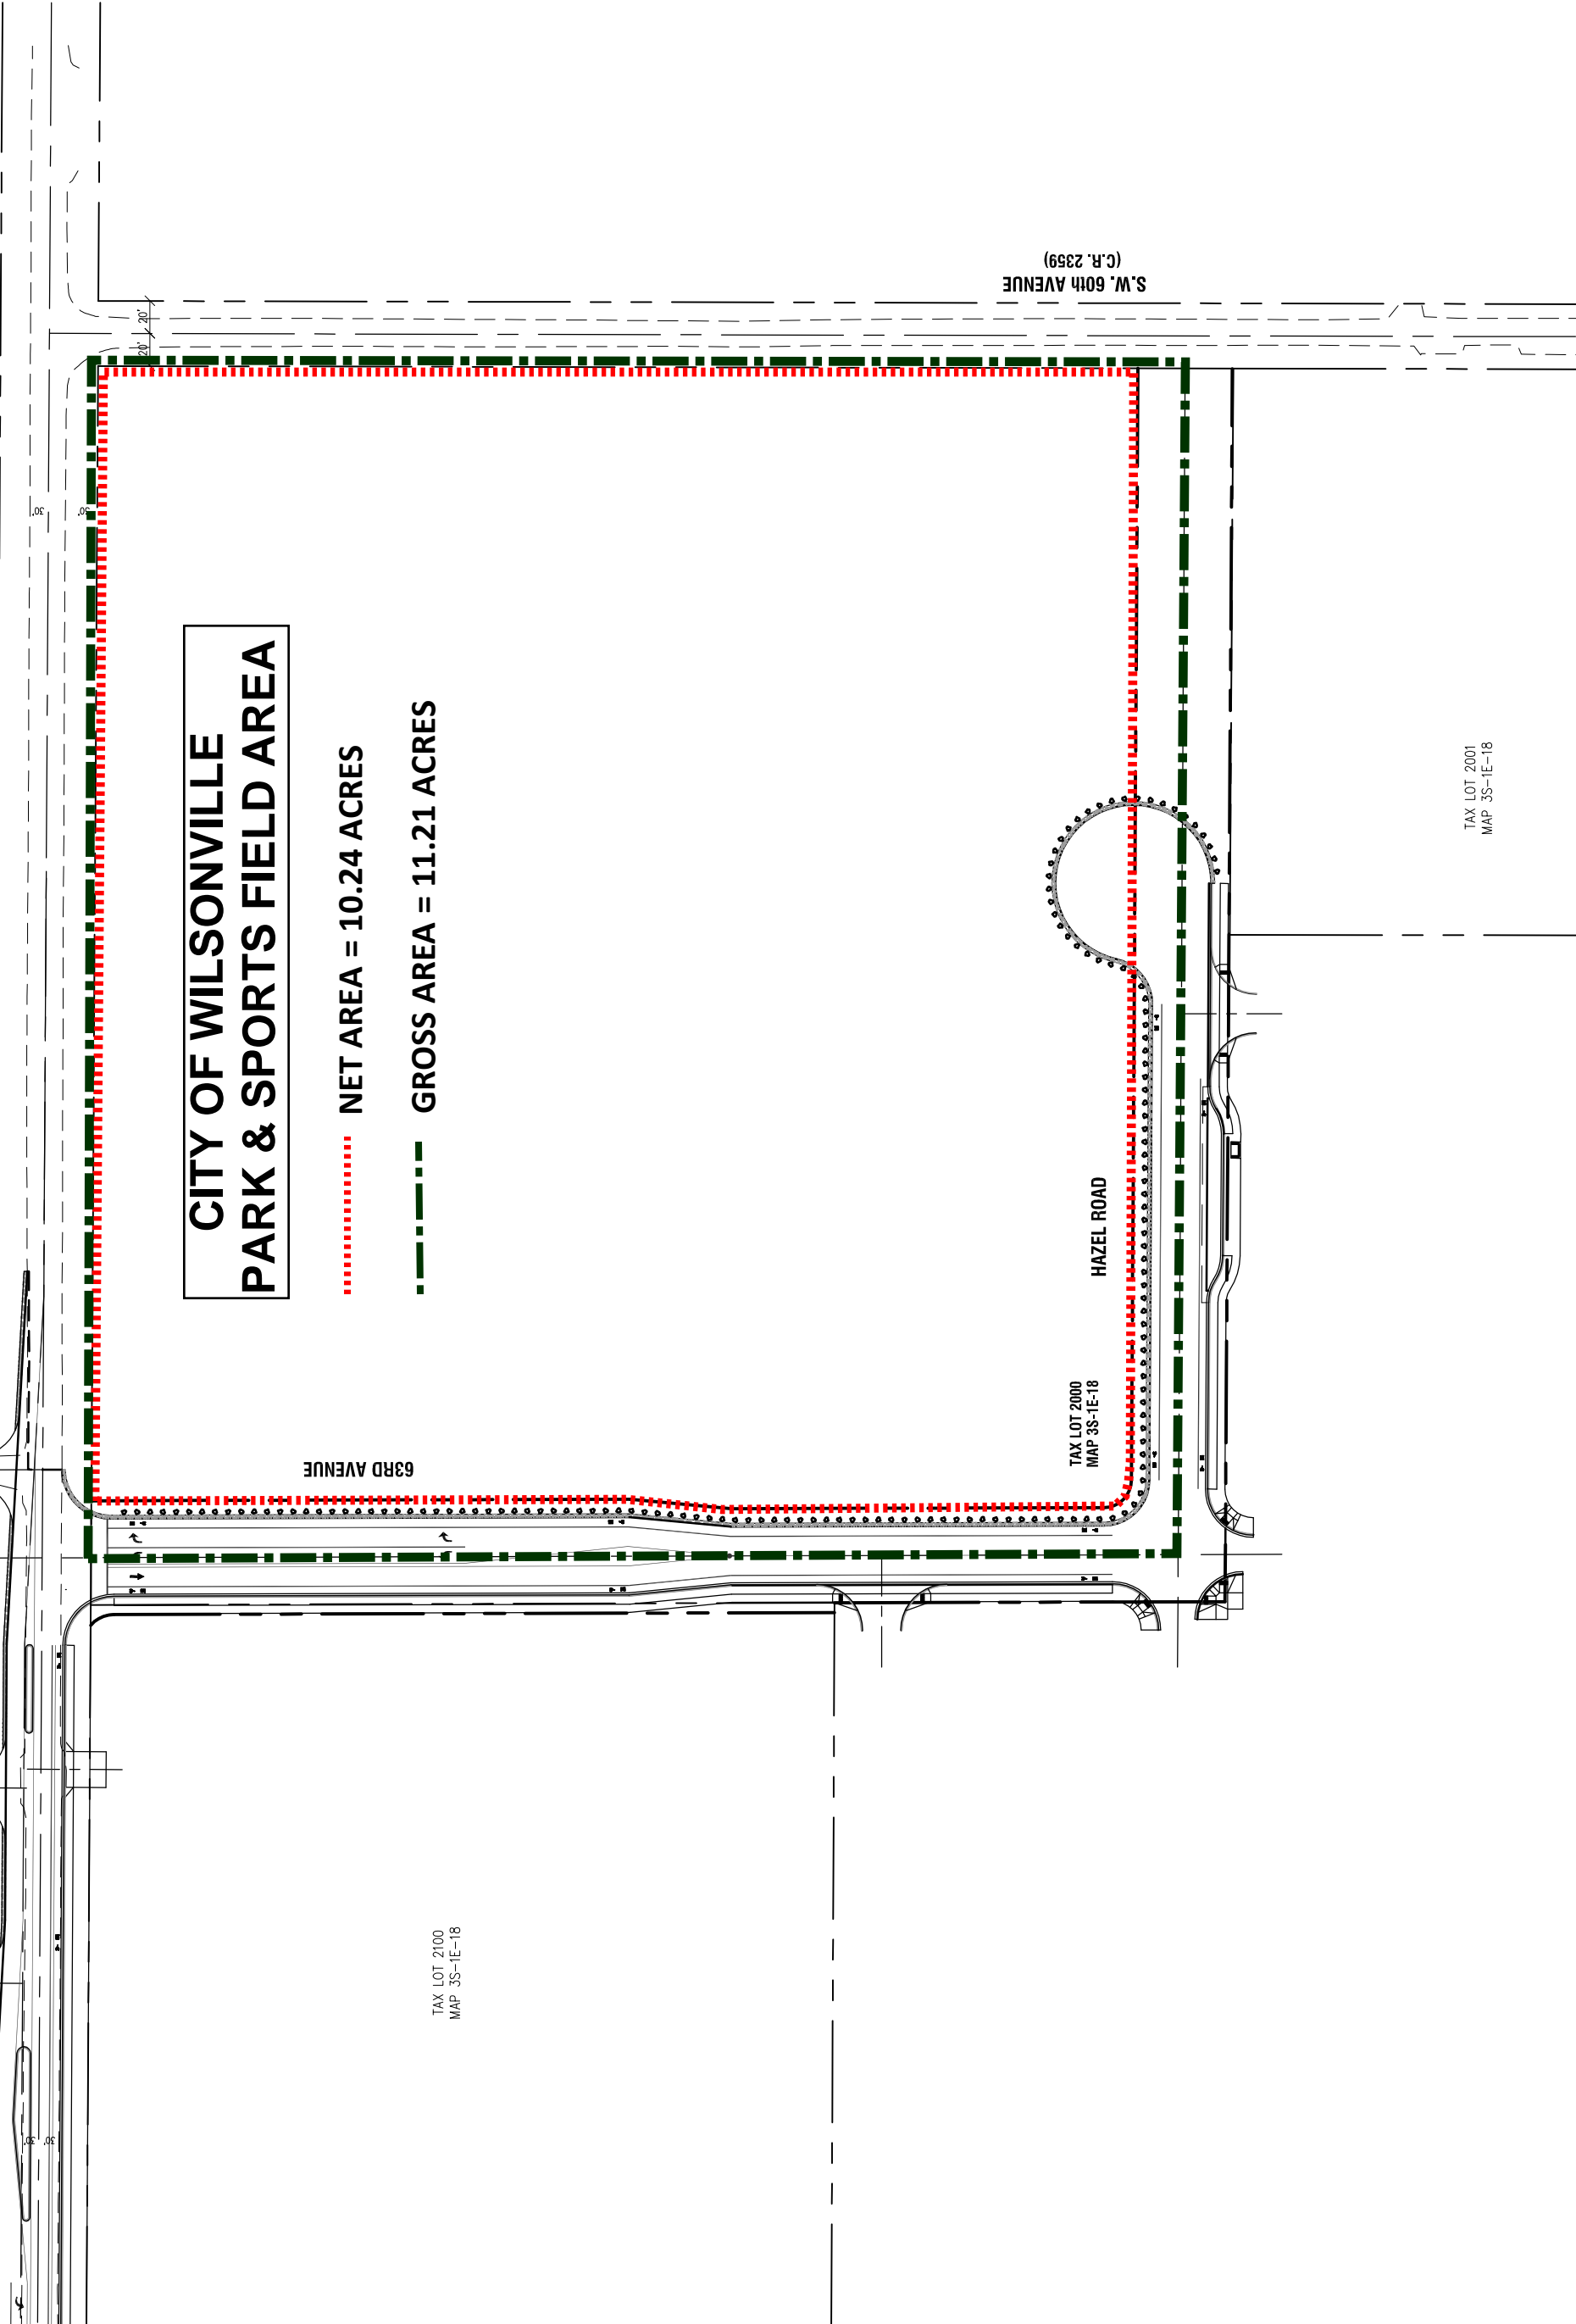 CITY OF WILSONVILLE
PARK & SPORTS FIELD AREA
NET AREA = 10.24 ACRES
GROSS AREA = 11.21 ACRES
S.W. 60th AVENUE
(C.R. 2359)
20'
20'
30'
30'
63RD AVENUE
HAZEL ROAD
TAX LOT 2000
MAP 3S-1E-18
TAX LOT 2001
MAP 3S-1E-18
TAX LOT 2100
MAP 3S-1E-18
30'
30'